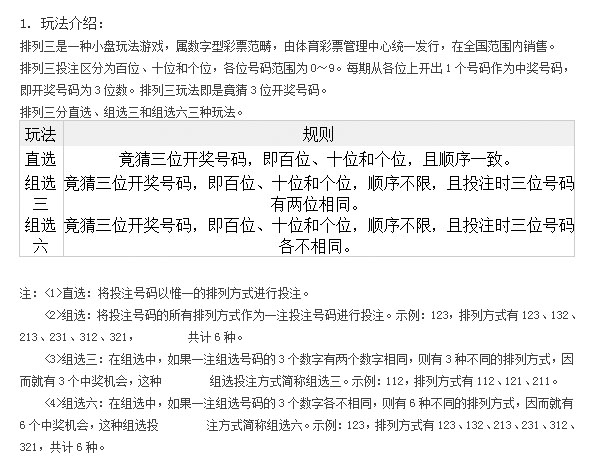 1. 玩法介绍：
排列三是一种小盘玩法游戏，属数字型彩票范畴，由体育彩票管理中心统一发行，在全国范围内销售。
排列三投注区分为百位、十位和个位，各位号码范围为0～9。每期从各位上开出1个号码作为中奖号码，
即开奖号码为3位数。排列三玩法即是竟猜3位开奖号码。
排列三分直选、组选三和组选六三种玩法。
玩法 规则
直选 竟猜三位开奖号码，即百位、十位和个位，且顺序一致。
组选三 竟猜三位开奖号码，即百位、十位和个位，顺序不限，且投注时三位号码
有两位相同。
组选六 竟猜三位开奖号码，即百位、十位和个位，顺序不限，且投注时三位号码
各不相同。
注：<1>直选：将投注号码以惟一的排列方式进行投注。
<2>组选：将投注号码的所有排列方式作为一注投注号码进行投注。示例：123，排列方式有123、132、
213、231、312、321， 共计6种。
<3>组选三：在组选中，如果一注组选号码的3个数字有两个数字相同，则有3种不同的排列方式，因
而就有3个中奖机会，这种 组选投注方式简称组选三。示例：112，排列方式有112、121、211。
<4>组选六：在组选中，如果一注组选号码的3个数字各不相同，则有6种不同的排列方式，因而就有
6个中奖机会，这种组选投 注方式简称组选六。示例：123，排列方式有123、132、213、231、312、
321，共计6种。